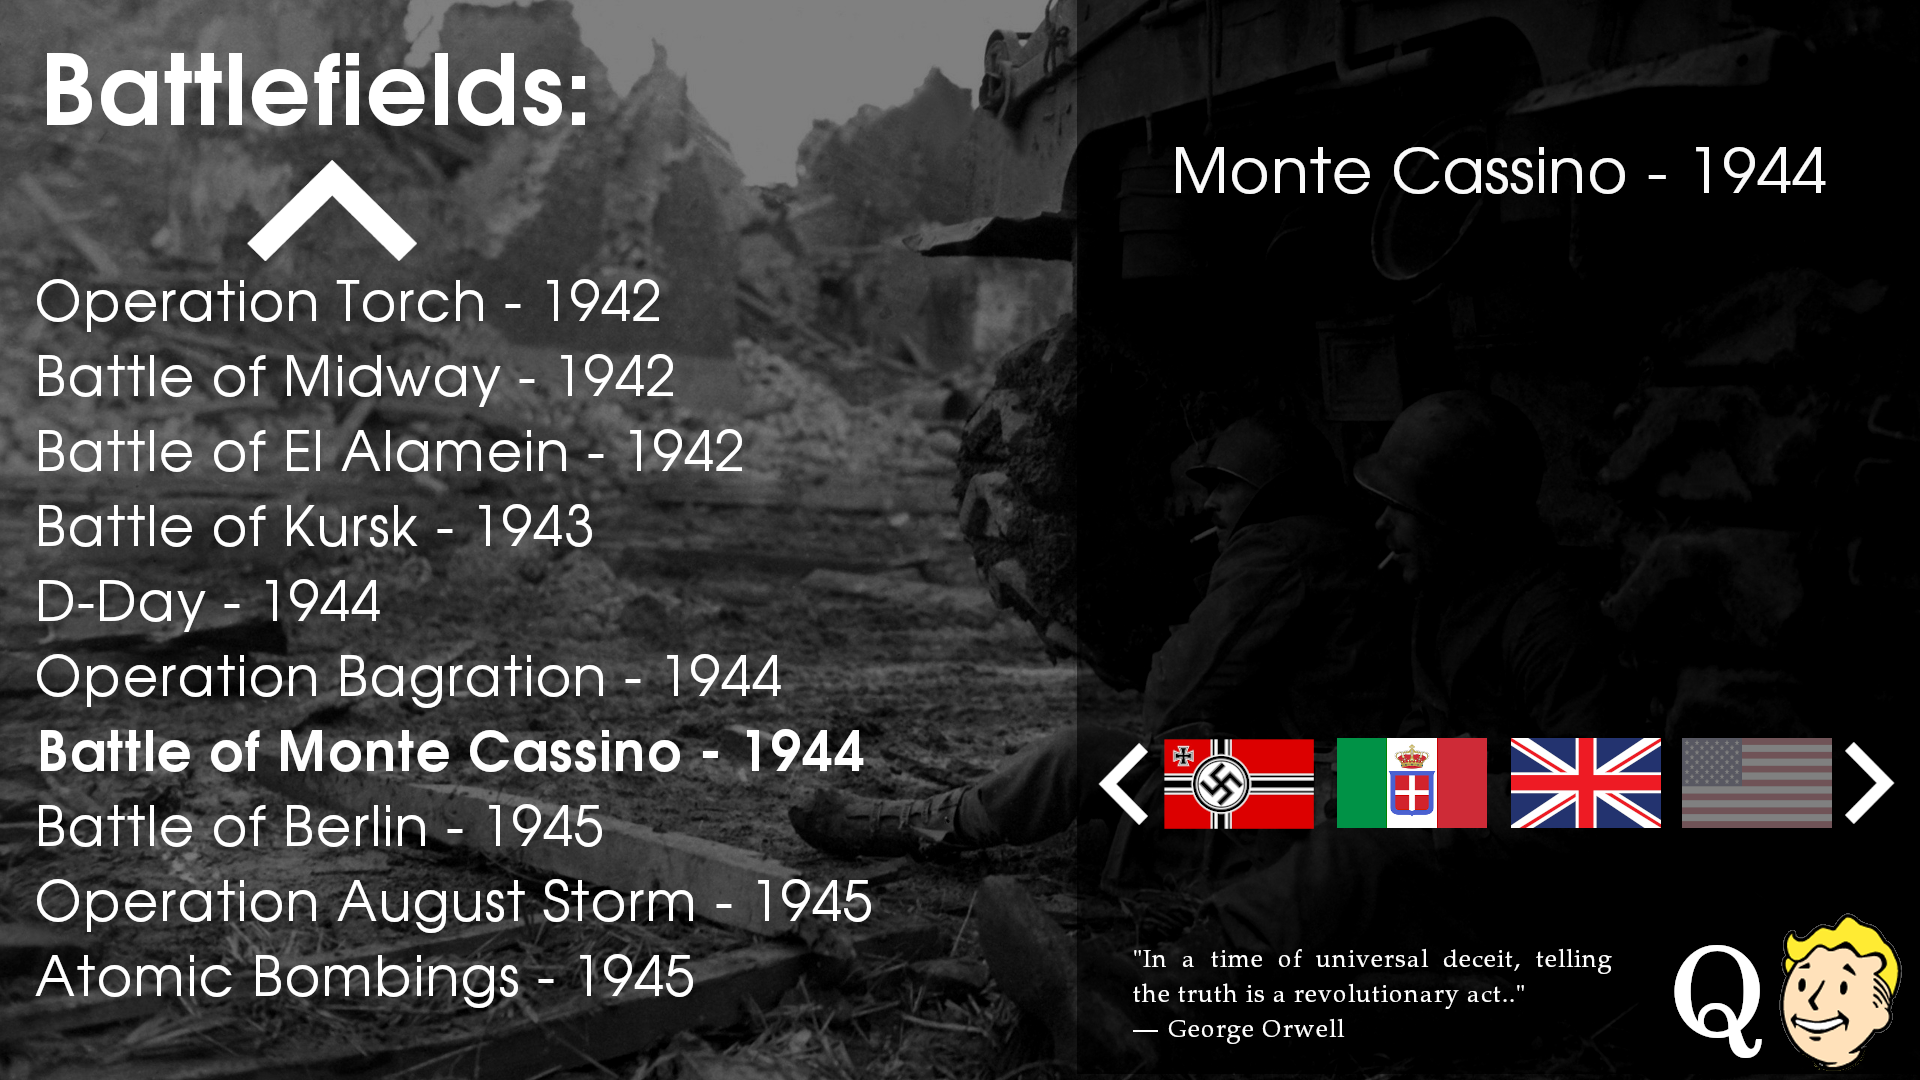 Battlefields:
Operation Torch - 1942
Battle of Midway - 1942
Battle of El Alamein - 1942
Battle of Kursk - 1943
D-Day - 1944
Operation Bagration - 1944
Battle of Monte Cassino - 1944
Battle of Berlin - 1945
Operation August Storm - 1945
Atomic Bombings - 1945
Monte Cassino - 1944
"In a time of universal deceit, telling
the truth is a revolutionary act.."
— George Orwell
Q